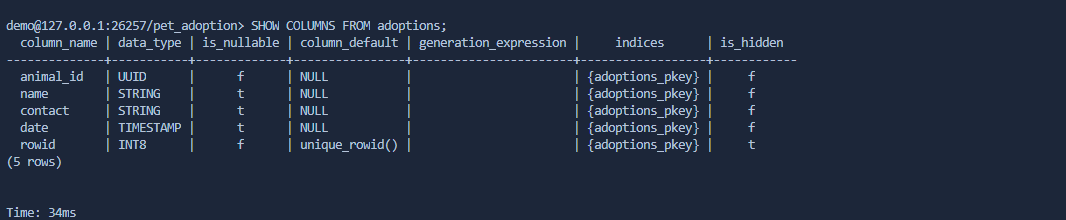 demo@127.0.0.1:26257/pet_adoption> SHOW COLUMNS FROM adoptions;
  column_name | data_type | is_nullable | column_default | generation_expression |     indices      | is_hidden
--------------+-----------+-------------+----------------+-----------------------+------------------+------------
  animal_id   | UUID      |      f      | NULL           |                       | {adoptions_pkey} |     f
  name        | STRING    |      t      | NULL           |                       | {adoptions_pkey} |     f
  contact     | STRING    |      t      | NULL           |                       | {adoptions_pkey} |     f
  date        | TIMESTAMP |      t      | NULL           |                       | {adoptions_pkey} |     f
  rowid       | INT8      |      f      | unique_rowid() |                       | {adoptions_pkey} |     t
(5 rows)
Time: 34ms